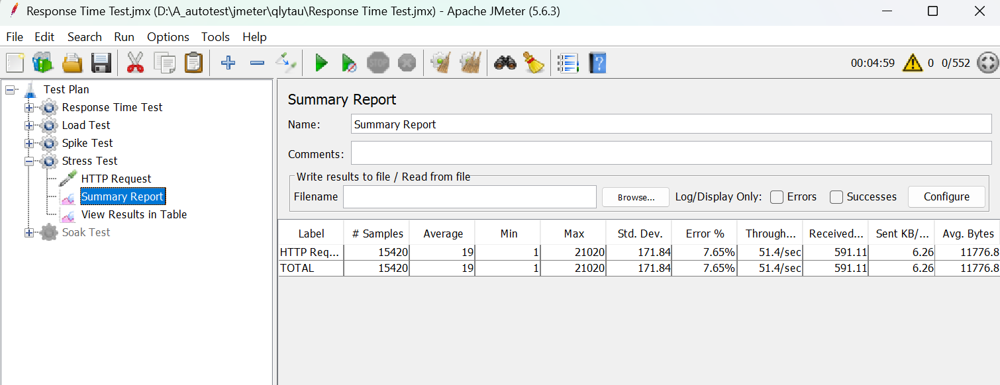 Response Time Test.jmx (D:\A_autotest\jmeter\qlytau\Response Time Test.jmx) - Apache JMeter (5.6.3)
File Edit Search Run Options Tools Help
STOP ? 00:04:59 0 0/552
Test Plan
Response Time Test
Load Test
Spike Test
Stress Test
HTTP Request
Summary Report
View Results in Table
Soak Test
Summary Report
Name: Summary Report
Comments:
Write results to file / Read from file
Filename Browse... Log/Display Only: Errors Successes Configure
Label # Samples Average Min Max Std. Dev. Error % Through... Received... Sent KB/... Avg. Bytes
HTTP Req... 15420 19 1 21020 171.84 7.65% 51.4/sec 591.11 6.26 11776.8
TOTAL 15420 19 1 21020 171.84 7.65% 51.4/sec 591.11 6.26 11776.8